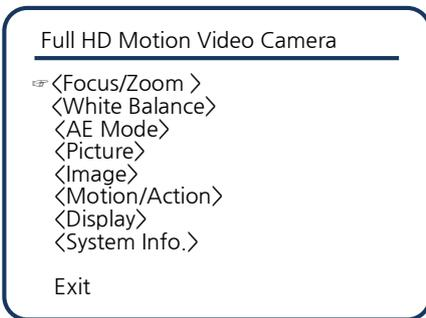 Full HD Motion Video Camera
☞<Focus/Zoom >
<White Balance>
<AE Mode>
<Picture>
<Image>
<Motion/Action>
<Display>
<System Info.>
Exit